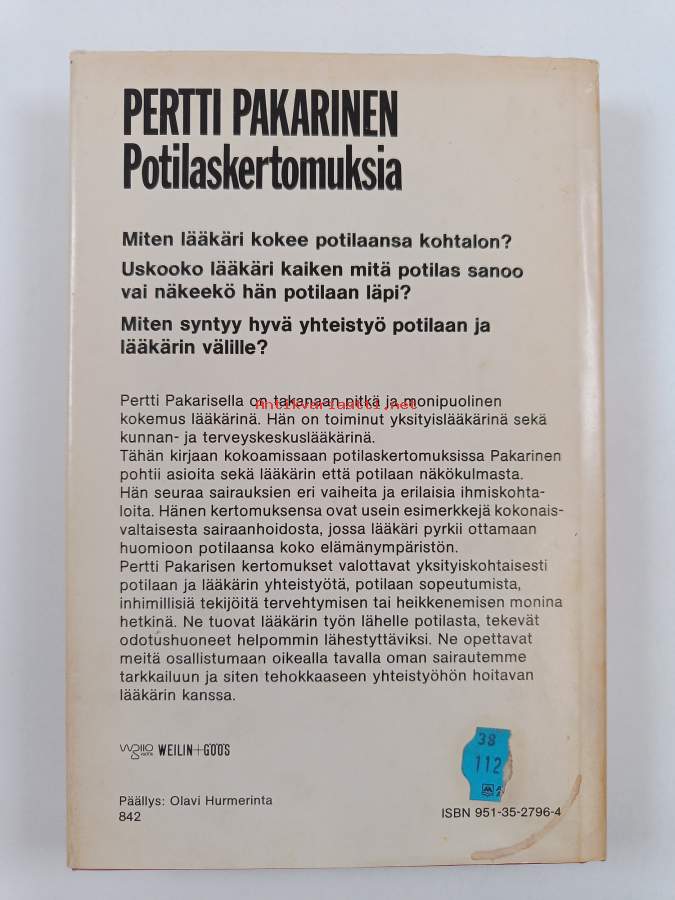 PERTTI PAKARINEN
Potilaskertomuksia
Miten lääkäri kokee potilaansa kohtalon?
Uskooko lääkäri kaiken mitä potilas sanoo
vai näkeekö hän potilaan läpi?
Miten syntyy hyvä yhteistyö potilaan ja
lääkärin välille?
Pertti Pakarisella on takanaan pitkä ja monipuolinen
antikvariaatti.net
kokemus lääkärinä. Hän on toiminut yksityislääkärinä sekä
kunnan- ja terveyskeskuslääkärinä.
Tähän kirjaan kokoamissaan potilaskertomuksissa Pakarinen
pohtii asioita sekä lääkärin että potilaan näkökulmasta.
Hän seuraa sairauksien eri vaiheita ja erilaisia ihmiskohta-
loita. Hänen kertomuksensa ovat usein esimerkkejä kokonais-
valtaisesta sairaanhoidosta, jossa lääkäri pyrkii ottamaan
huomioon potilaansa koko elämänympäristön.
Pertti Pakarisen kertomukset valottavat yksityiskohtaisesti
potilaan ja lääkärin yhteistyötä, potilaan sopeutumista,
inhimillisiä tekijöitä tervehtymisen tai heikkenemisen monina
hetkinä. Ne tuovat lääkärin työn lähelle potilasta, tekevät
odotushuoneet helpommin lähestyttäviksi. Ne opettavat
meitä osallistumaan oikealla tavalla oman sairautemme
tarkkailuun ja siten tehokkaaseen yhteistyöhön hoitavan
lääkärin kanssa.
WEILIN+GÖÖS
38
112
Päällys: Olavi Hurmerinta
842
ISBN 951-35-2796-4